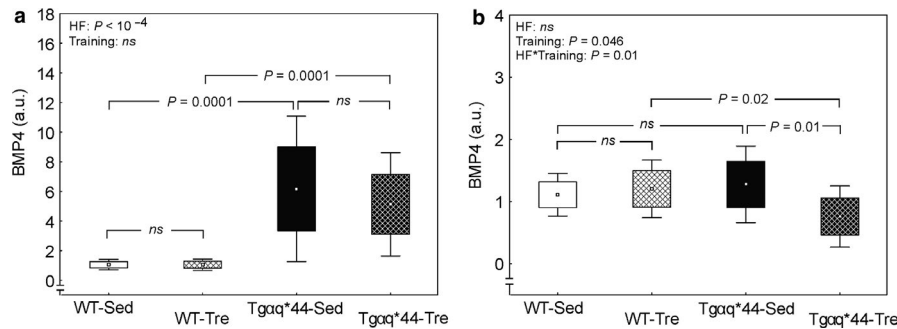 a
HF: P < 10⁻⁴
Training: ns
BMP4 (a.u.)
18
16
14
12
10
8
6
4
2
0
P = 0.0001
P = 0.0001
ns
ns
WT-Sed
WT-Tre
Tgαq*44-Sed
Tgαq*44-Tre
b
HF: ns
Training: P = 0.046
HF*Training: P = 0.01
BMP4 (a.u.)
4
3
2
1
0
P = 0.02
ns
P = 0.01
ns
WT-Sed
WT-Tre
Tgαq*44-Sed
Tgαq*44-Tre